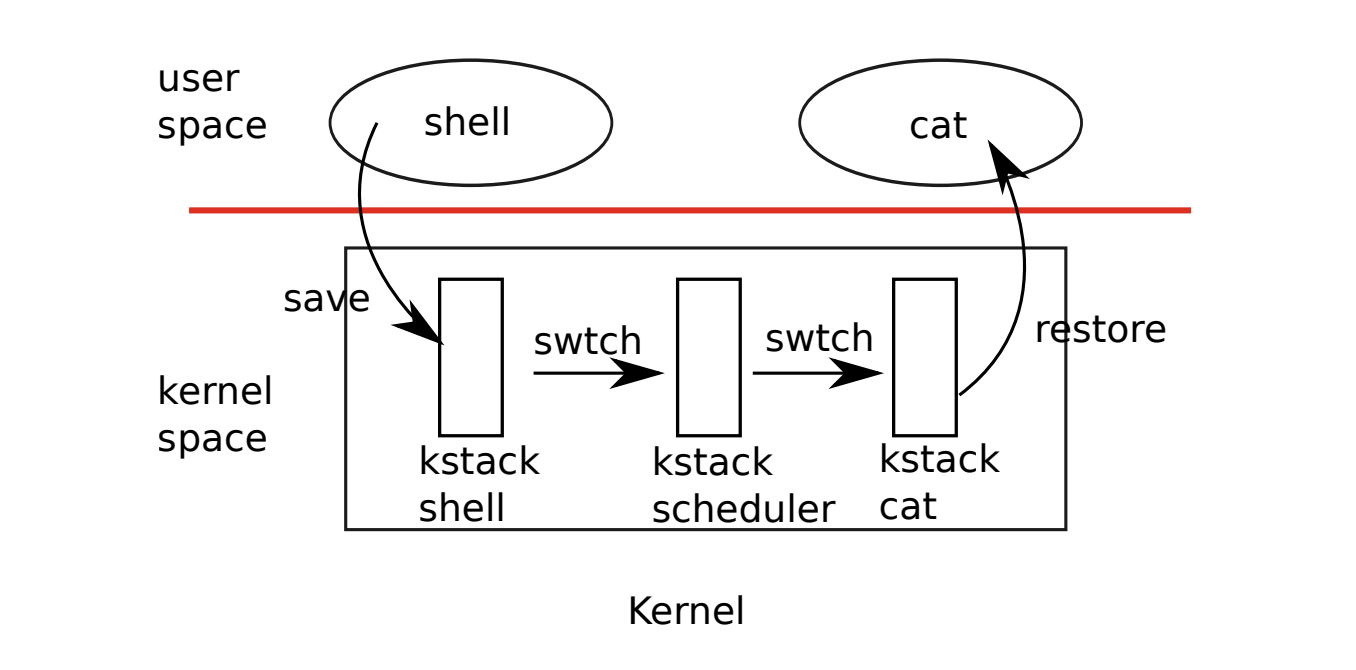 user
space
shell
cat
save
swtch
swtch
restore
kernel
space
kstack
shell
kstack
scheduler
kstack
cat
Kernel